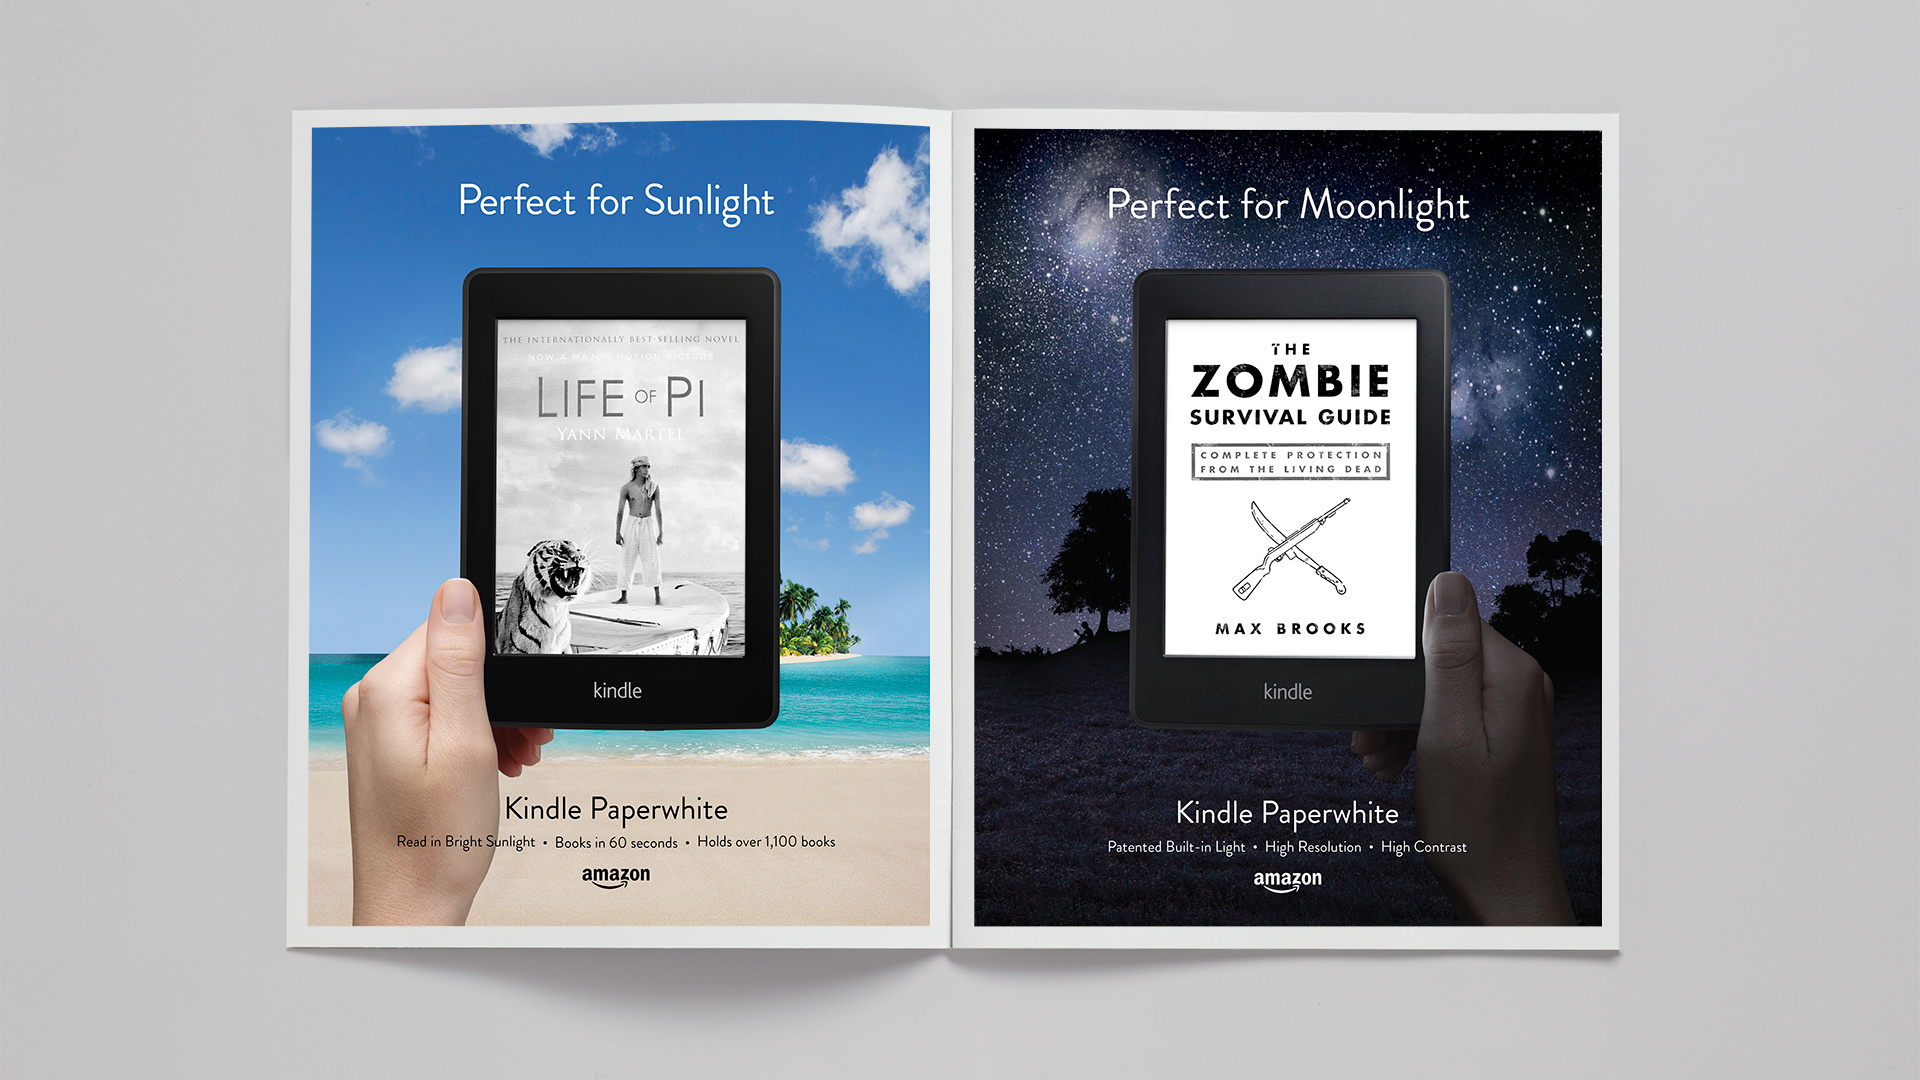 Perfect for Sunlight
THE INTERNATIONALLY BEST-SELLING NOVEL
NOW A MAJOR MOTION PICTURE
LIFE OF PI
YANN MARTEL
kindle
Kindle Paperwhite
Read in Bright Sunlight • Books in 60 seconds • Holds over 1,100 books
amazon
Perfect for Moonlight
THE
ZOMBIE
SURVIVAL GUIDE
COMPLETE PROTECTION
FROM THE LIVING DEAD
MAX BROOKS
kindle
Kindle Paperwhite
Patented Built-in Light • High Resolution • High Contrast
amazon